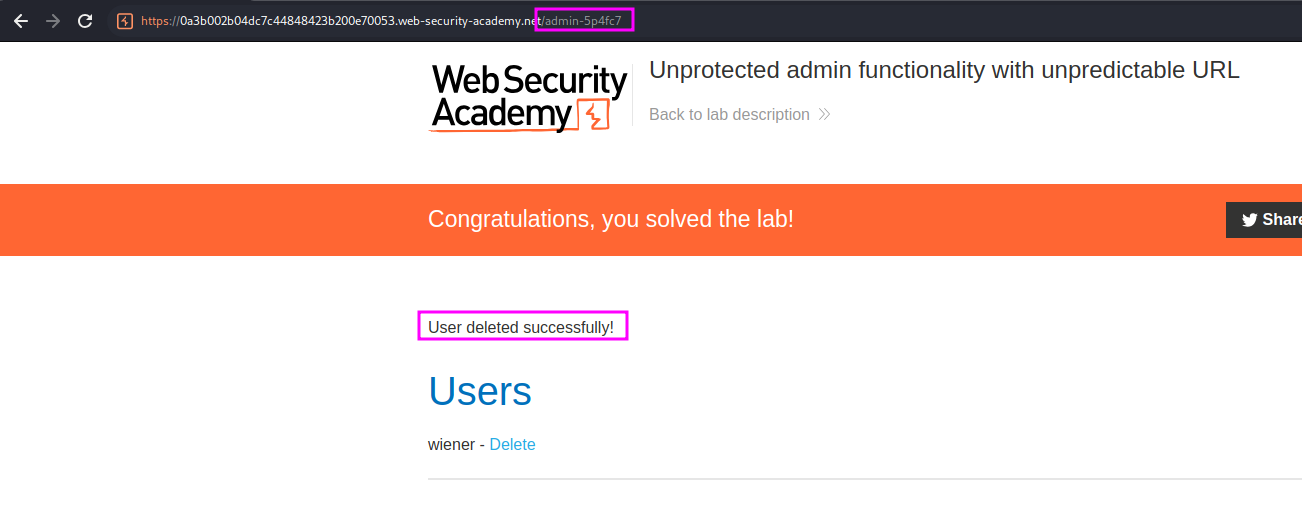 https://0a3b002b04dc7c44848423b200e70053.web-security-academy.net/admin-5p4fc7
Web Security
Academy
Unprotected admin functionality with unpredictable URL
Back to lab description
Congratulations, you solved the lab!
Share
User deleted successfully!
Users
wiener - Delete